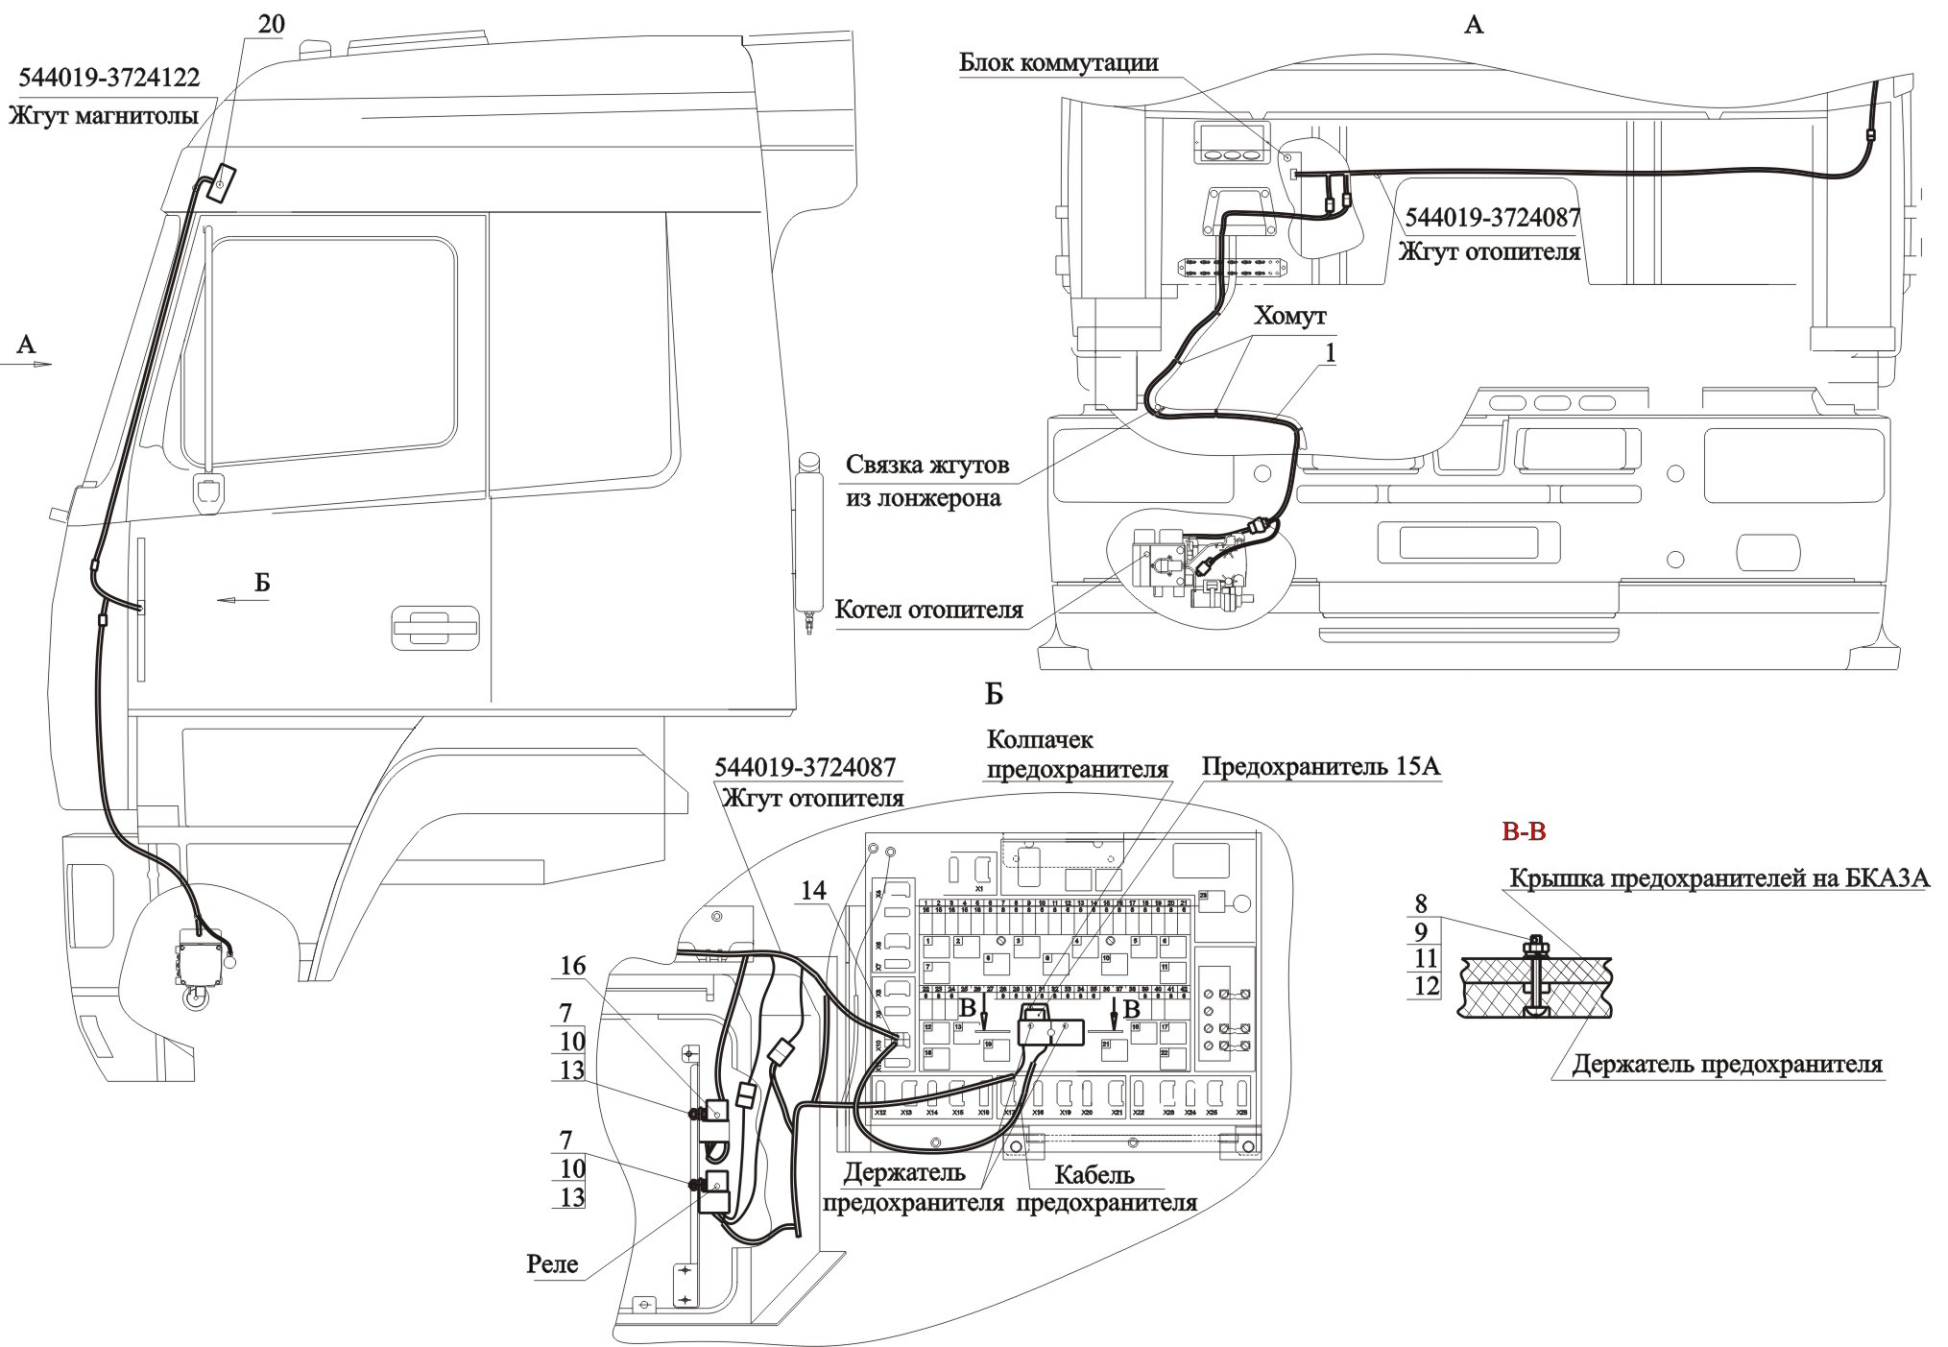 20
544019-3724122
Жгут магнитолы
А
Б
А
Блок коммутации
544019-3724087
Жгут отопителя
Хомут
1
Связка жгутов
из лонжерона
Котел отопителя
Б
Колпачек
предохранителя
Предохранитель 15А
544019-3724087
Жгут отопителя
14
16
7
10
13
7
10
13
Реле
В
В
Держатель
предохранителя
Кабель
предохранителя
В-В
Крышка предохранителей на БКА3А
8
9
11
12
Держатель предохранителя